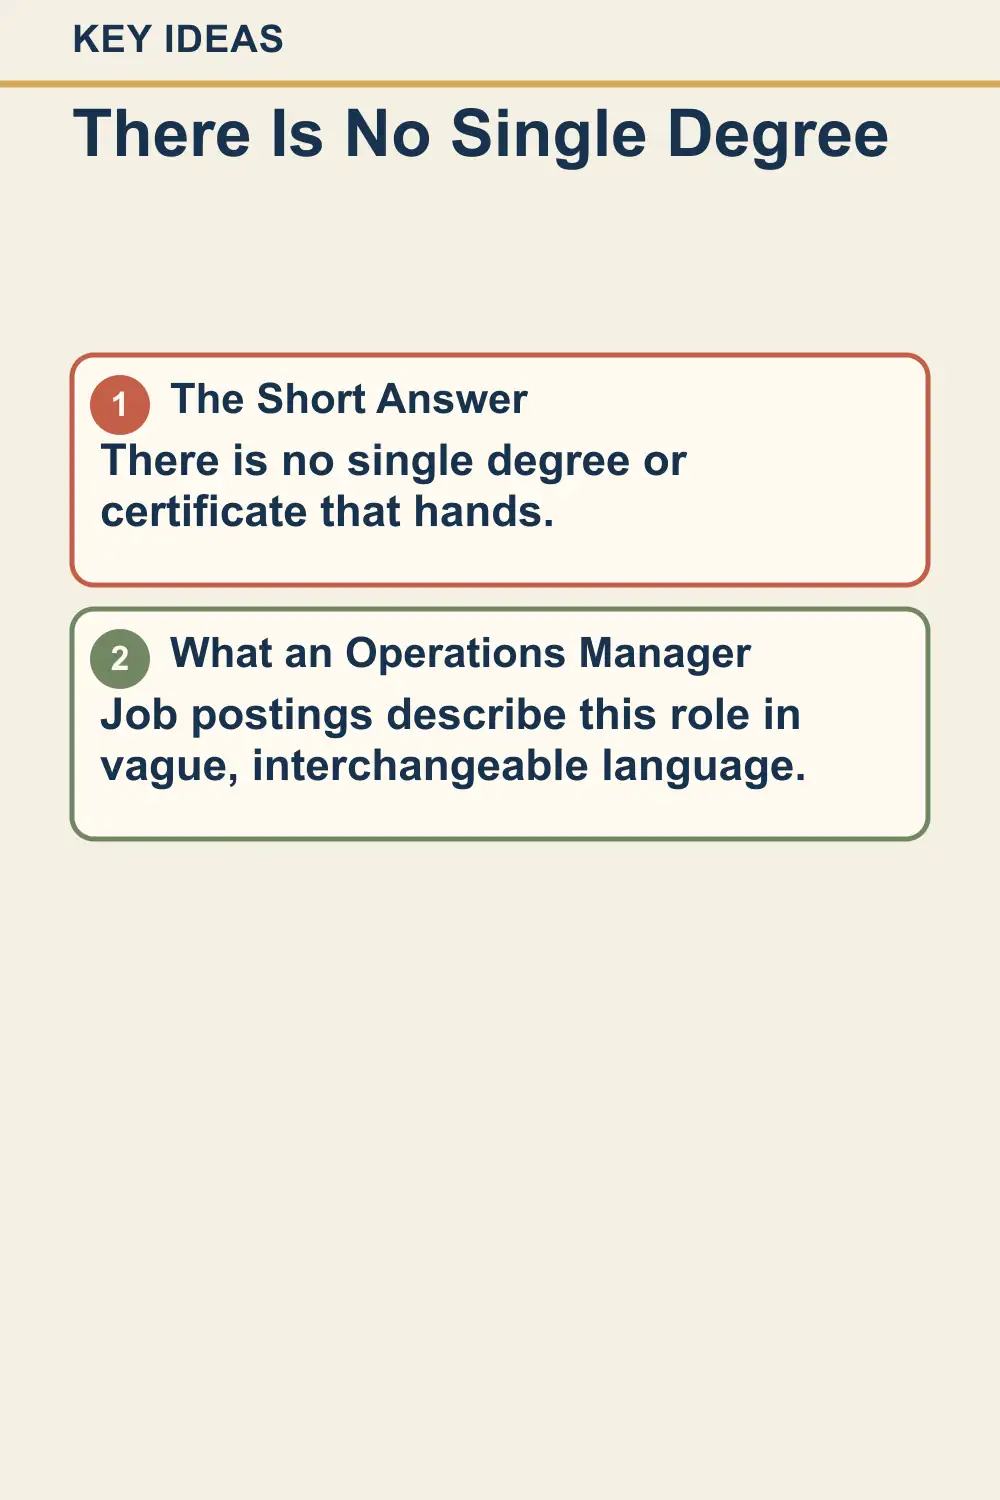 KEY IDEAS
There Is No Single Degree
1 The Short Answer
There is no single degree or
certificate that hands.
2 What an Operations Manager
Job postings describe this role in
vague, interchangeable language.